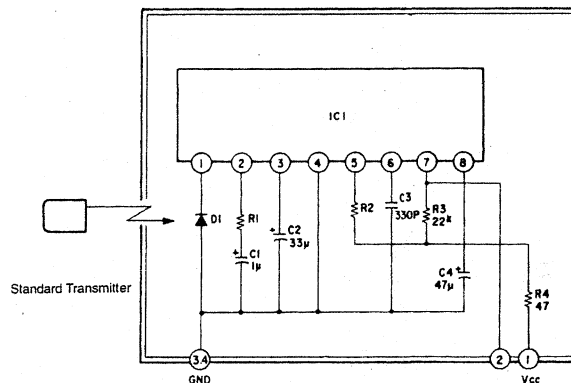 IC1
1 2 3 4 5 6 7 8
D1
R1
+
C1
1µ
+
C2
33µ
R2
C3
330P
R3
22k
C4
+
47µ
R4
47
Standard Transmitter
3.4 2 1
GND Vcc